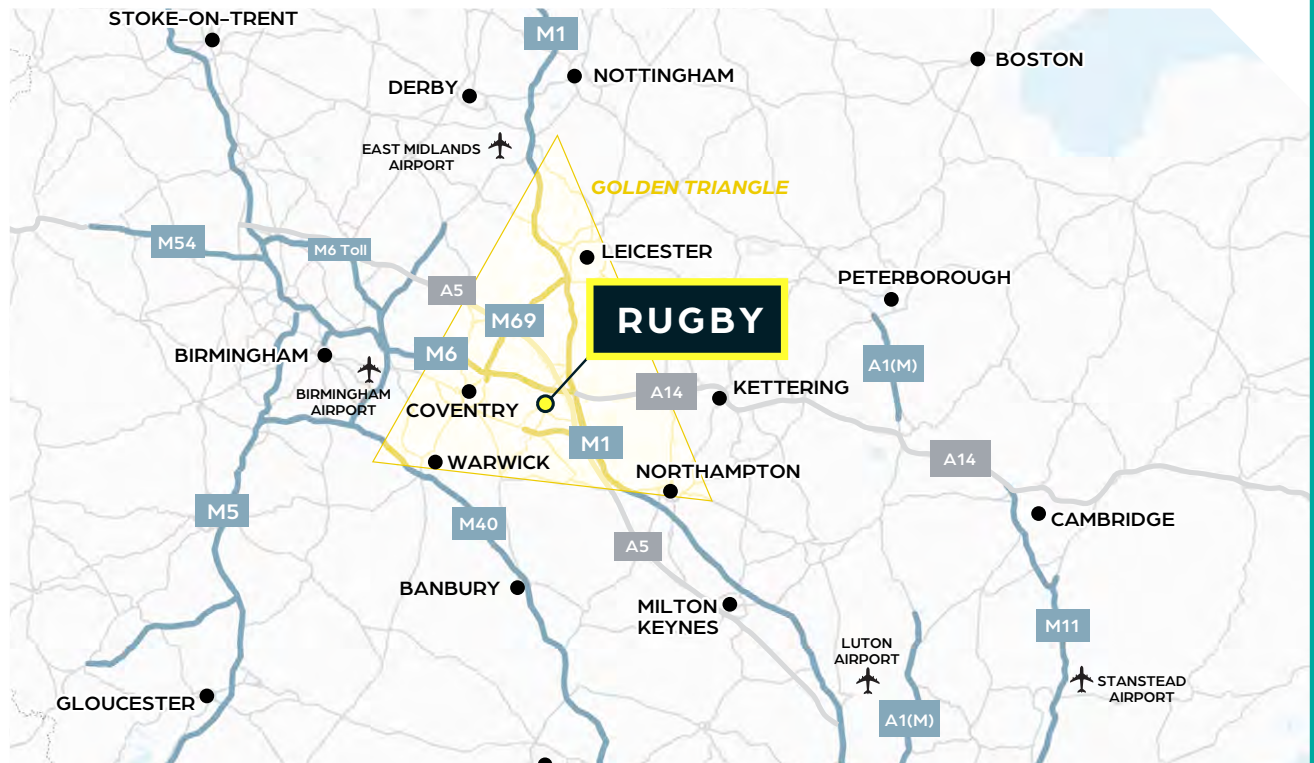 STOKE-ON-TRENT
M1
NOTTINGHAM
BOSTON
DERBY
EAST MIDLANDS
AIRPORT
GOLDEN TRIANGLE
M54
M6 Toll
LEICESTER
A5
PETERBOROUGH
M69
RUGBY
BIRMINGHAM
M6
A1(M)
BIRMINGHAM
AIRPORT
COVENTRY
A14
KETTERING
M1
WARWICK
NORTHAMPTON
A14
M5
M40
CAMBRIDGE
A5
BANBURY
MILTON
KEYNES
M11
LUTON
AIRPORT
STANSTEAD
AIRPORT
GLOUCESTER
A1(M)